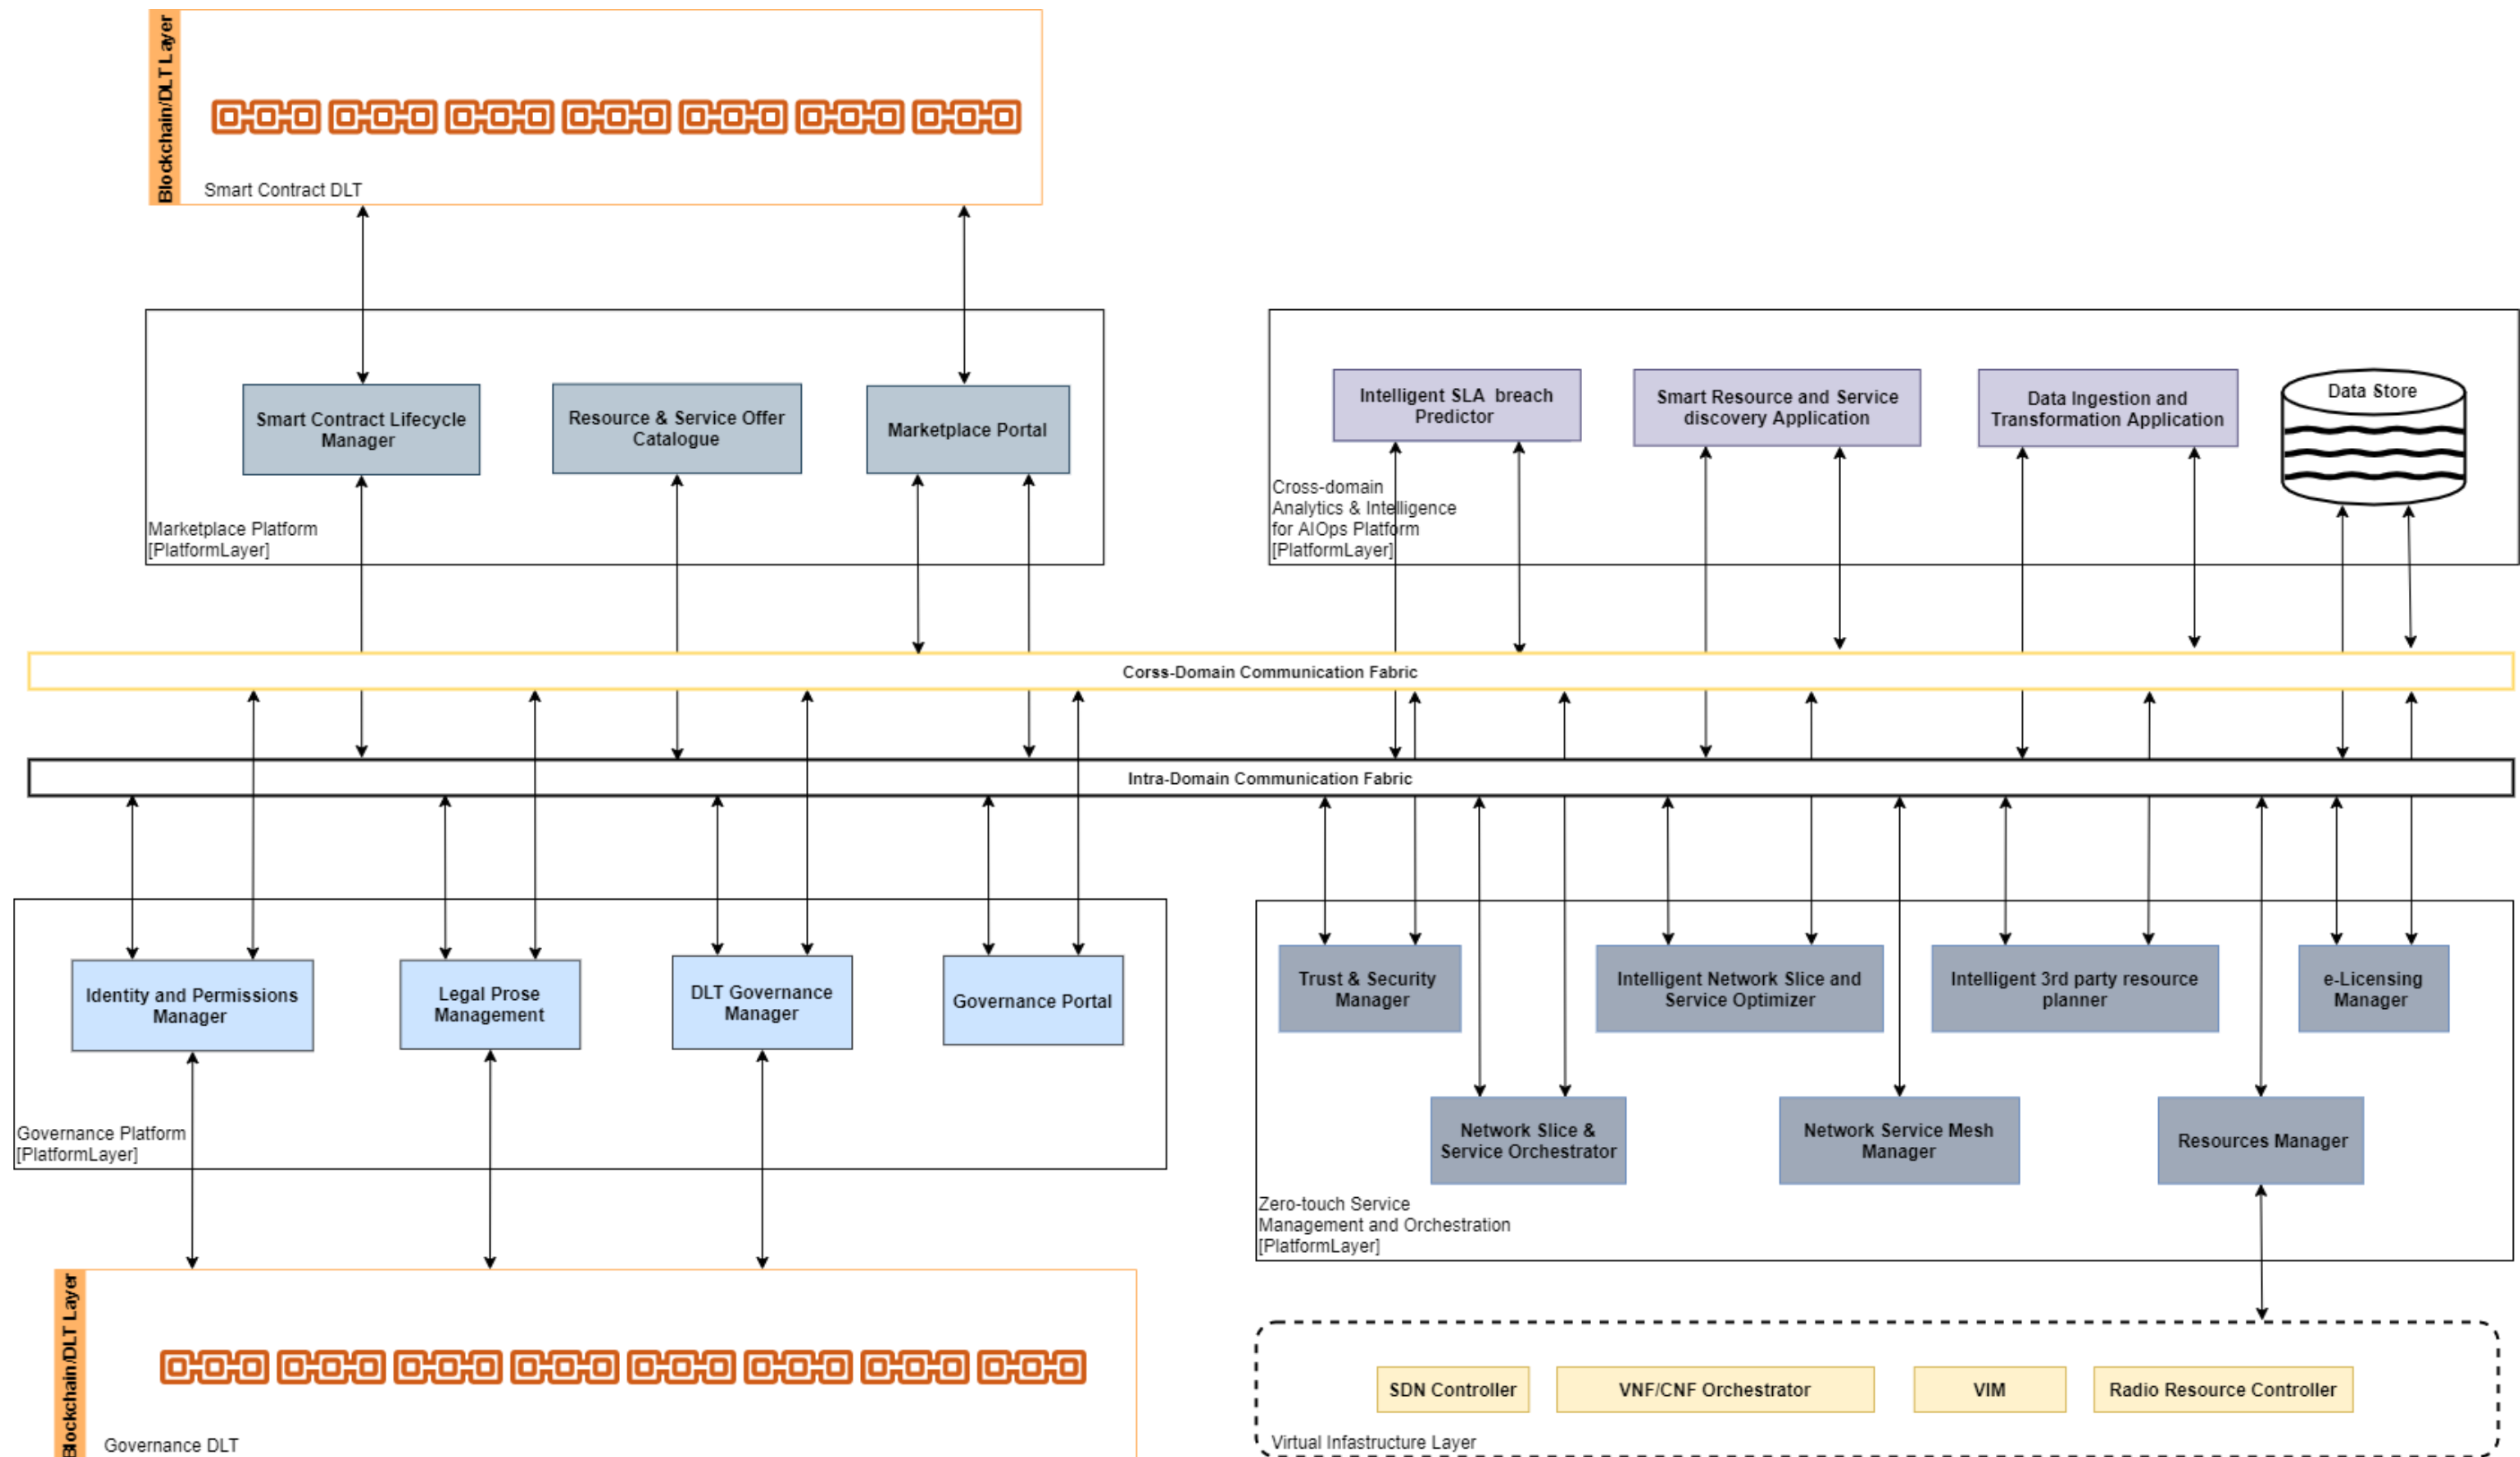 Blockchain/DLT Layer
Smart Contract DLT
Smart Contract Lifecycle
Manager
Resource & Service Offer
Catalogue
Marketplace Portal
Marketplace Platform
[PlatformLayer]
Intelligent SLA breach
Predictor
Smart Resource and Service
discovery Application
Data Ingestion and
Transformation Application
Data Store
Cross-domain
Analytics & Intelligence
for AIOps Platform
[PlatformLayer]
Corss-Domain Communication Fabric
Intra-Domain Communication Fabric
Identity and Permissions
Manager
Legal Prose
Management
DLT Governance
Manager
Governance Portal
Governance Platform
[PlatformLayer]
Trust & Security
Manager
Intelligent Network Slice and
Service Optimizer
Intelligent 3rd party resource
planner
e-Licensing
Manager
Network Slice &
Service Orchestrator
Network Service Mesh
Manager
Resources Manager
Zero-touch Service
Management and Orchestration
[PlatformLayer]
Blockchain/DLT Layer
Governance DLT
SDN Controller
VNF/CNF Orchestrator
VIM
Radio Resource Controller
Virtual Infastructure Layer